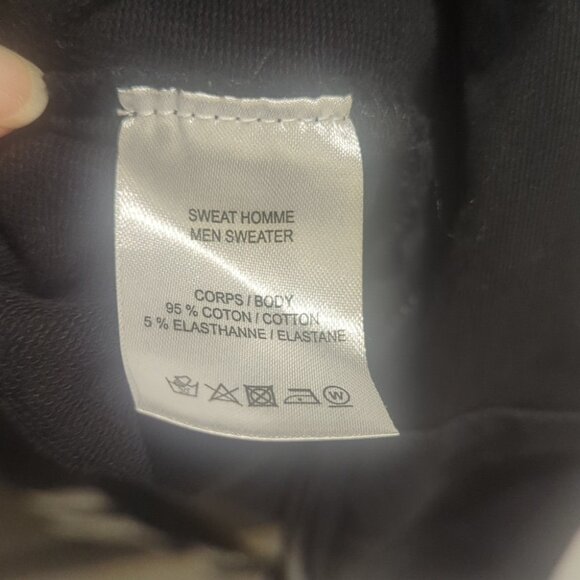 SWEAT HOMME
MEN SWEATER
CORPS / BODY
95 % COTON / COTTON
5 % ELASTHANNE / ELASTANE
W